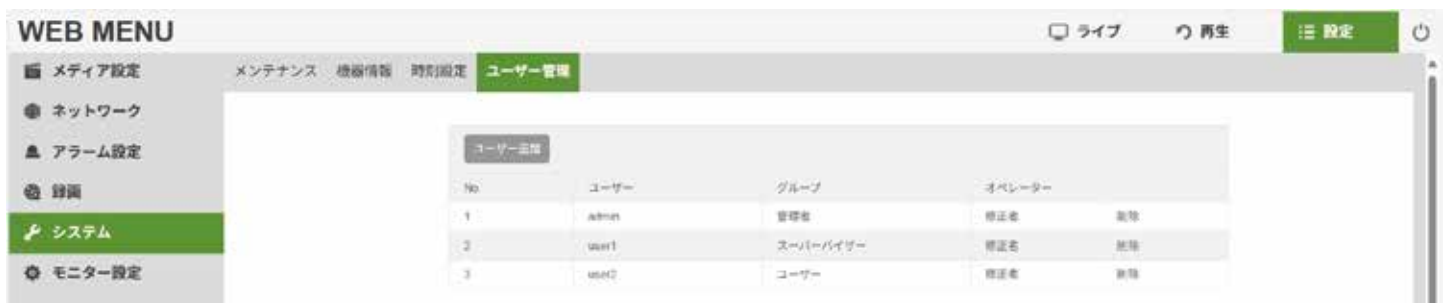 WEB MENU
ライブ 再生 設定
メディア設定
メンテナンス 機器情報 時刻設定 ユーザー管理
ネットワーク
アラーム設定
ユーザー追加
録画
No. ユーザー グループ オペレーター
1 admin 管理者 修正者 削除
システム
2 user1 スーパーバイザー 修正者 削除
モニター設定
3 user2 ユーザー 修正者 削除